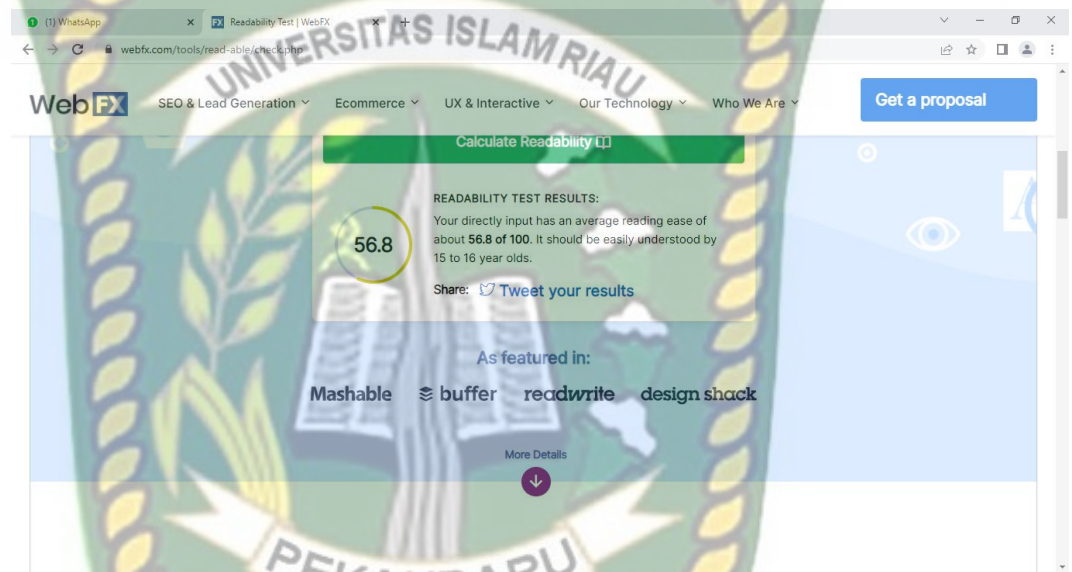 (1) WhatsApp
Readability Test | WebFX
webfx.com/tools/read-able/check.php
UNIVERSITAS ISLAM RIAU
WebFX
SEO & Lead Generation
Ecommerce
UX & Interactive
Our Technology
Who We Are
Get a proposal
Calculate Readability
READABILITY TEST RESULTS:
56.8
Your directly input has an average reading ease of
about 56.8 of 100. It should be easily understood by
15 to 16 year olds.
Share: Tweet your results
As featured in:
Mashable buffer readwrite design shack
More Details
PEKANBARU